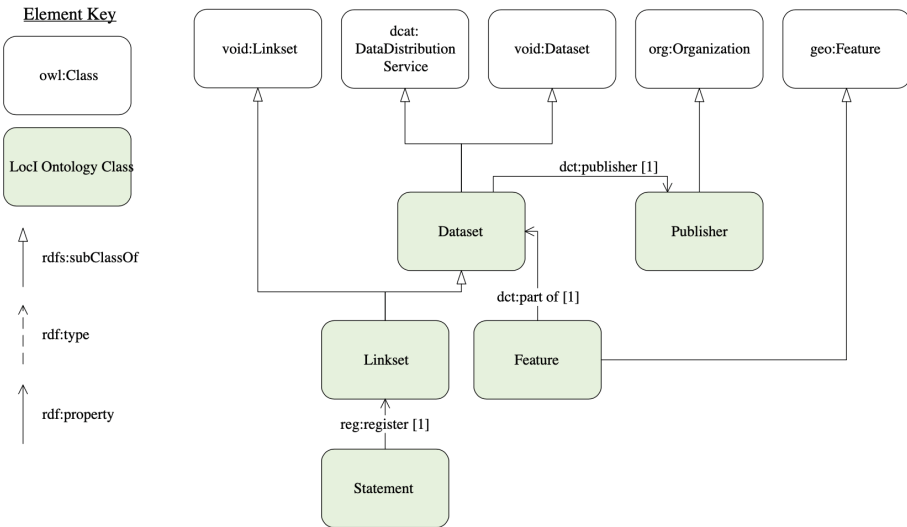 Element Key
owl:Class
LocI Ontology Class
rdfs:subClassOf
rdf:type
rdf:property
void:Linkset
dcat:
DataDistribution
Service
void:Dataset
org:Organization
geo:Feature
dct:publisher [1]
Dataset
Publisher
dct:part of [1]
Linkset
Feature
reg:register [1]
Statement